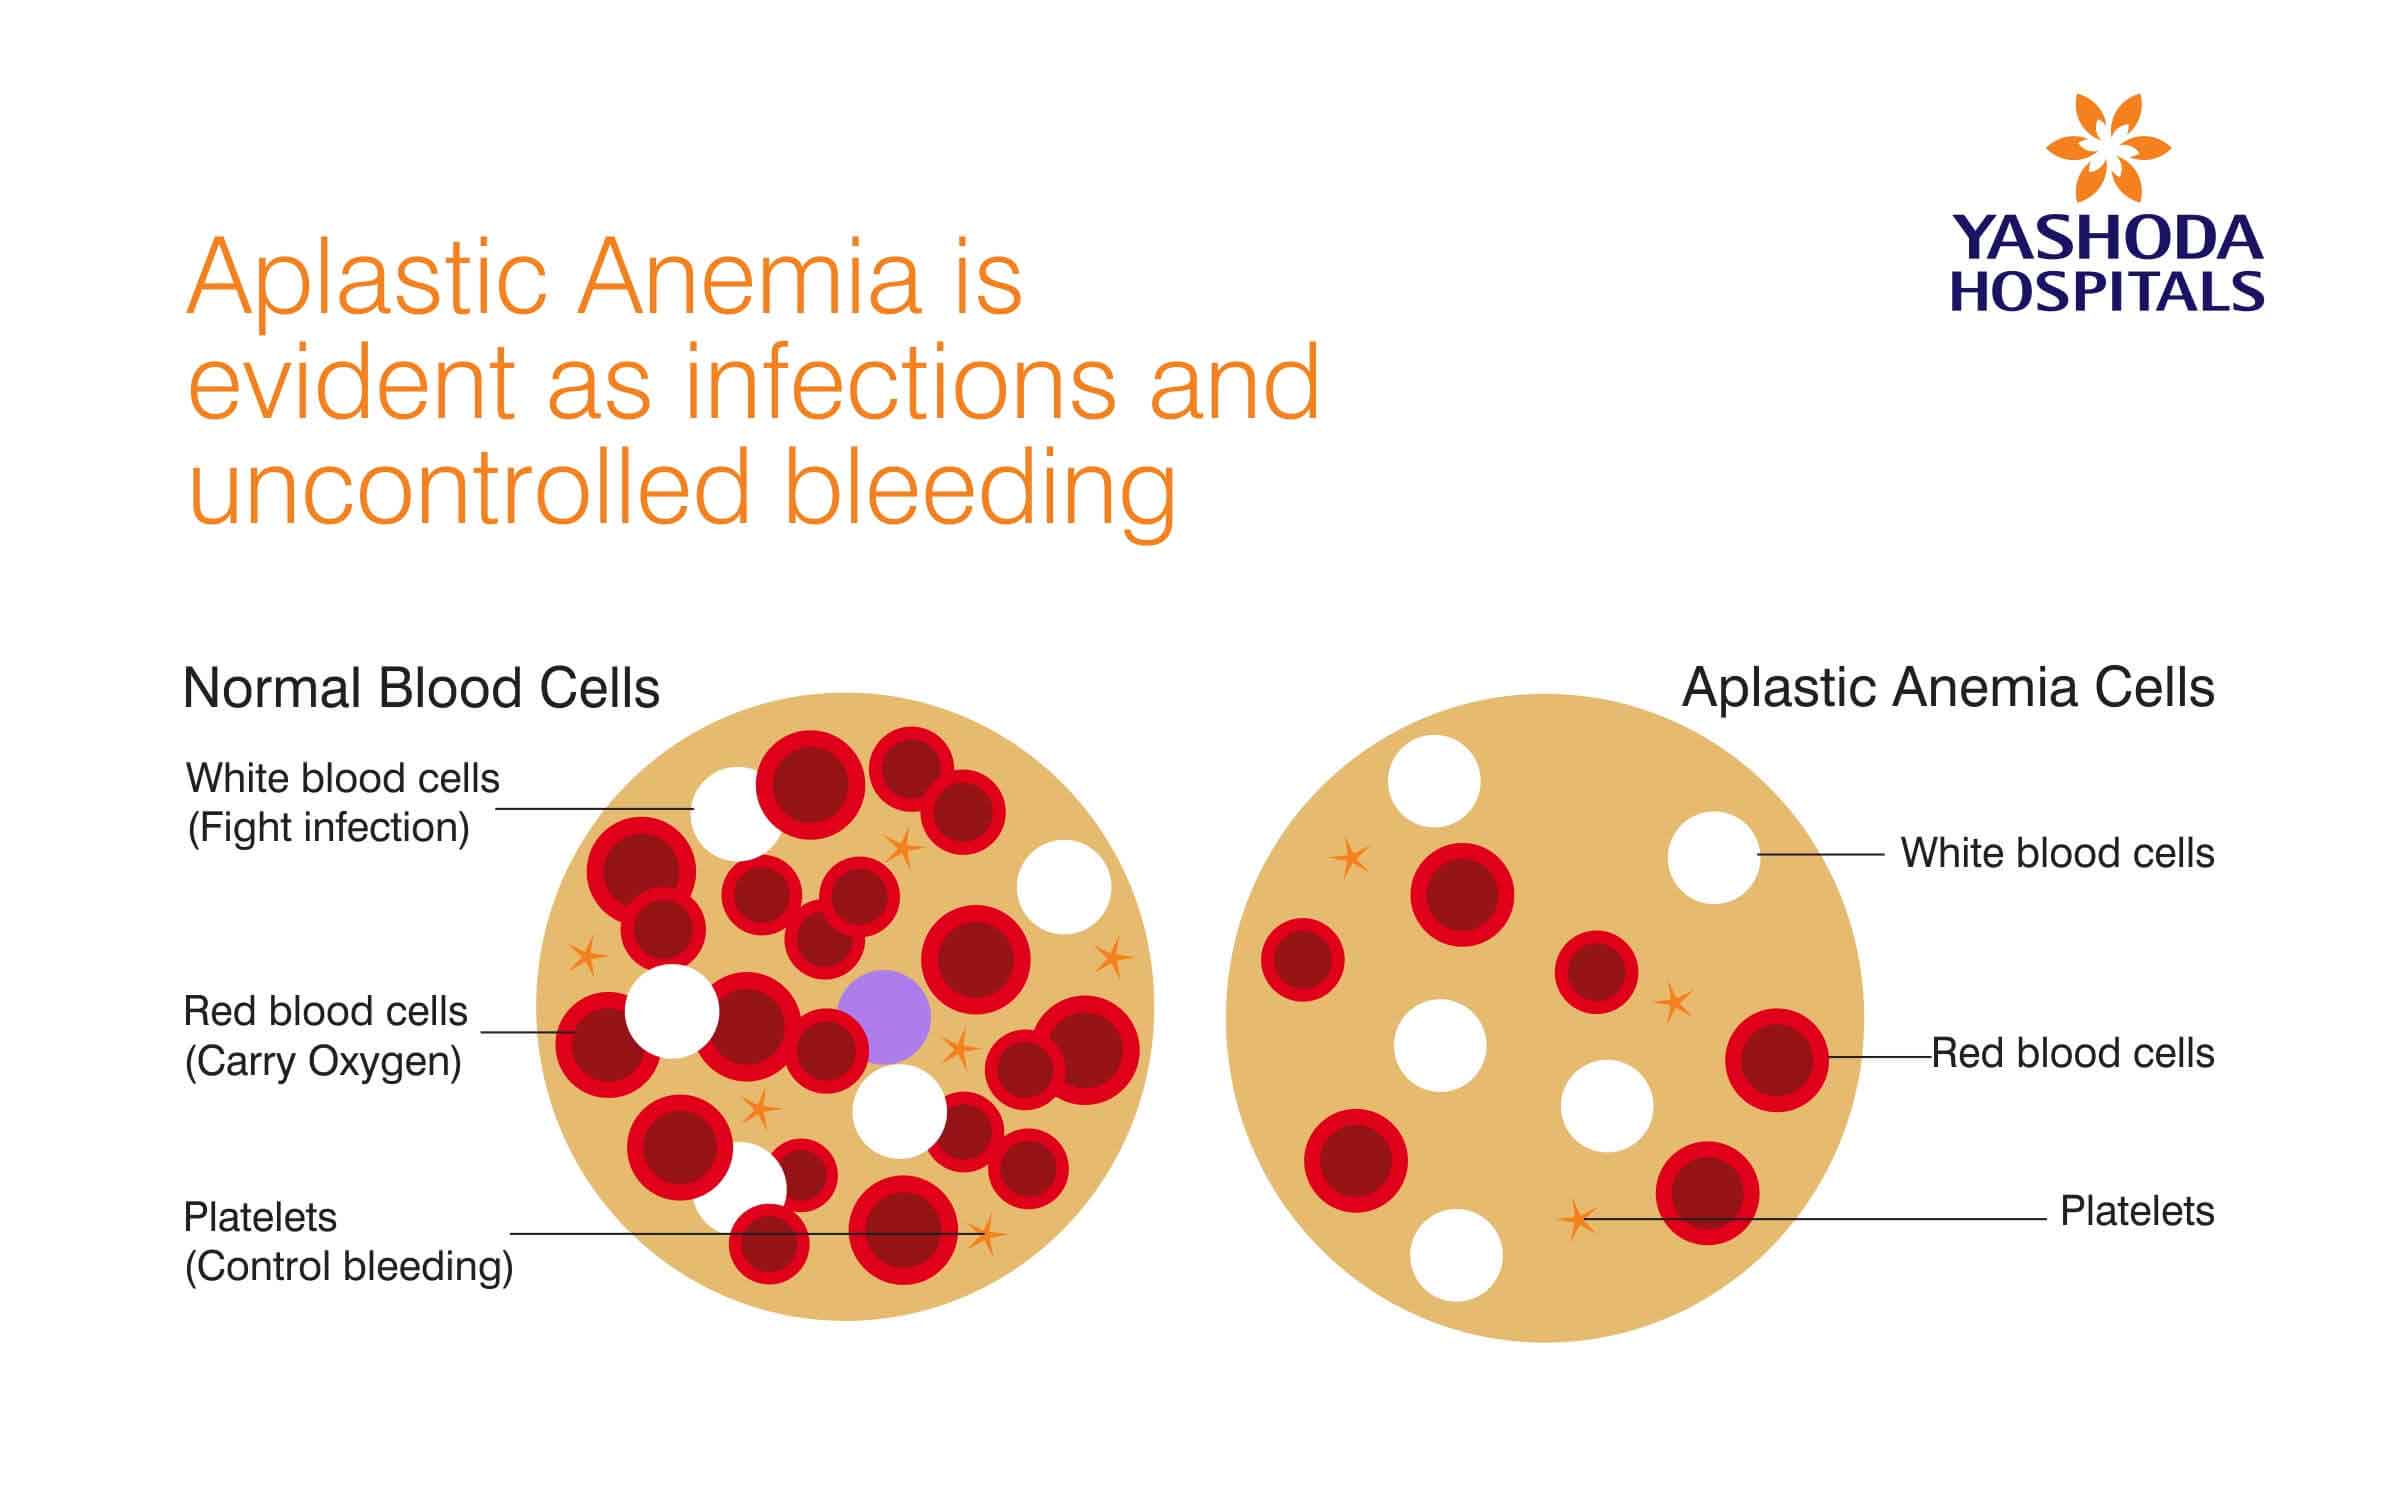 YASHODA
HOSPITALS
Aplastic Anemia is
evident as infections and
uncontrolled bleeding
Normal Blood Cells
White blood cells
(Fight infection)
Red blood cells
(Carry Oxygen)
Platelets
(Control bleeding)
Aplastic Anemia Cells
White blood cells
Red blood cells
Platelets